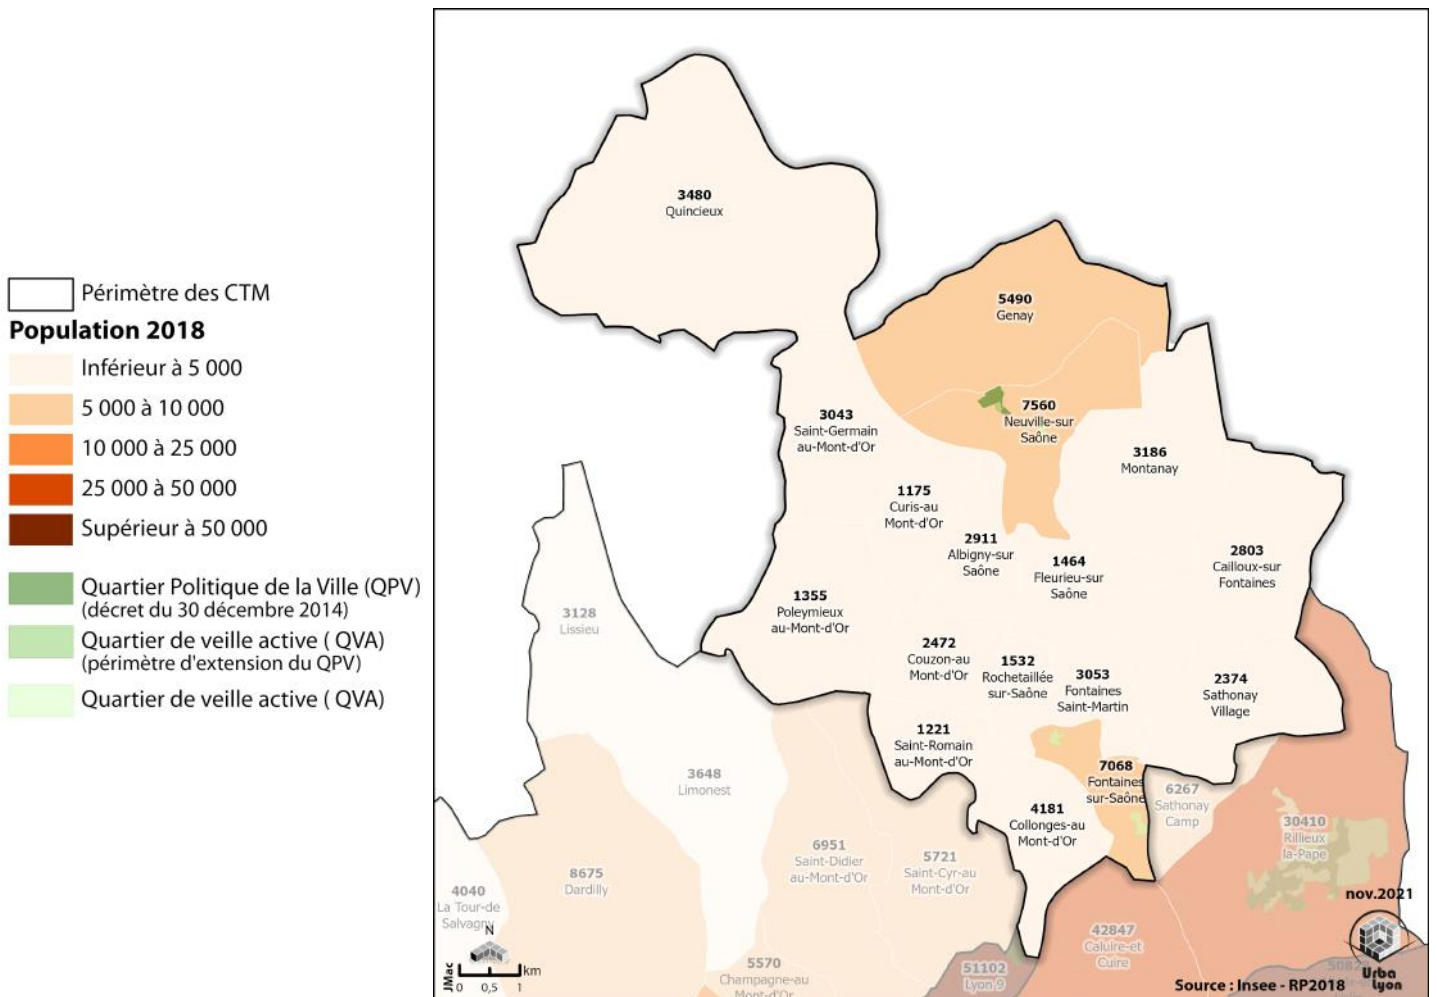 Périmètre des CTM
Population 2018
Inférieur à 5 000
5 000 à 10 000
10 000 à 25 000
25 000 à 50 000
Supérieur à 50 000
Quartier Politique de la Ville (QPV)
(décret du 30 décembre 2014)
Quartier de veille active ( QVA)
(périmètre d'extension du QPV)
Quartier de veille active ( QVA)
3480
Quincieux
5490
Genay
7560
Neuville-sur
Saône
3043
Saint-Germain
au-Mont-d'Or
3186
Montanay
1175
Curis-au
Mont-d'Or
2911
Albigny-sur
Saône
1464
Fleurieu-sur
Saône
2803
Cailloux-sur
Fontaines
1355
Poleymieux
au-Mont-d'Or
3128
Lissieu
2472
Couzon-au
Mont-d'Or
1532
Rochetaillée
sur-Saône
3053
Fontaines
Saint-Martin
2374
Sathonay
Village
1221
Saint-Romain
au-Mont-d'Or
3648
Limonest
7068
Fontaines
sur-Saône
6267
Sathonay
Camp
4181
Collonges-au
Mont-d'Or
30410
Rillieux
la-Pape
6951
Saint-Didier
au-Mont-d'Or
5721
Saint-Cyr-au
Mont-d'Or
8675
Dardilly
4040
La Tour-de
Salvagny
42847
Caluire-et
Cuire
5570
Champagne-au
Mont-d'Or
51102
Lyon 9
nov.2021
N
JMac
0 0,5 1 km
Urba
Lyon
Source : Insee - RP2018